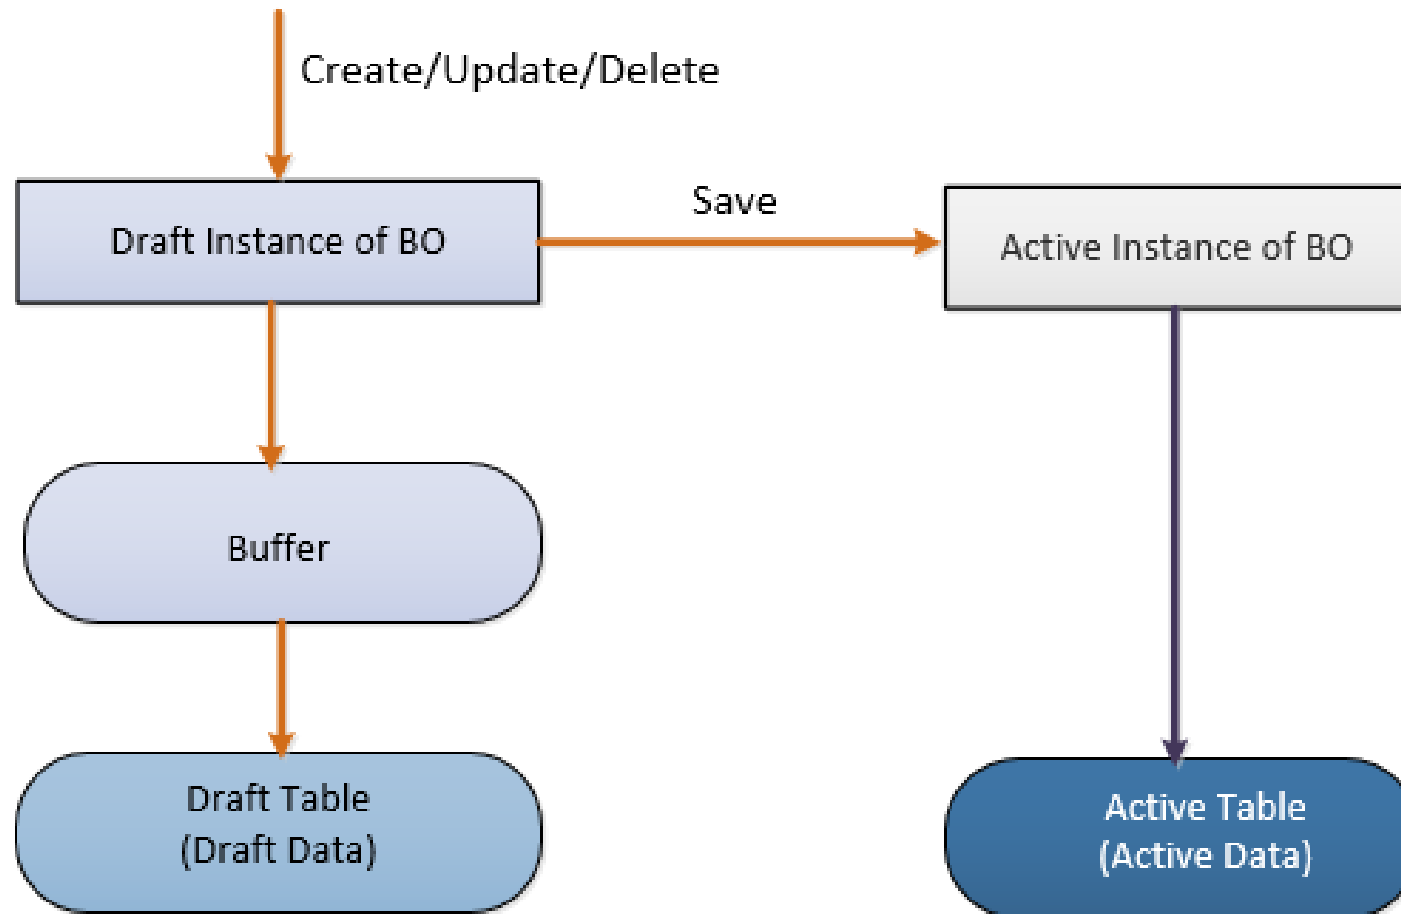 Create/Update/Delete
Save
Draft Instance of BO
Active Instance of BO
Buffer
Draft Table
(Draft Data)
Active Table
(Active Data)